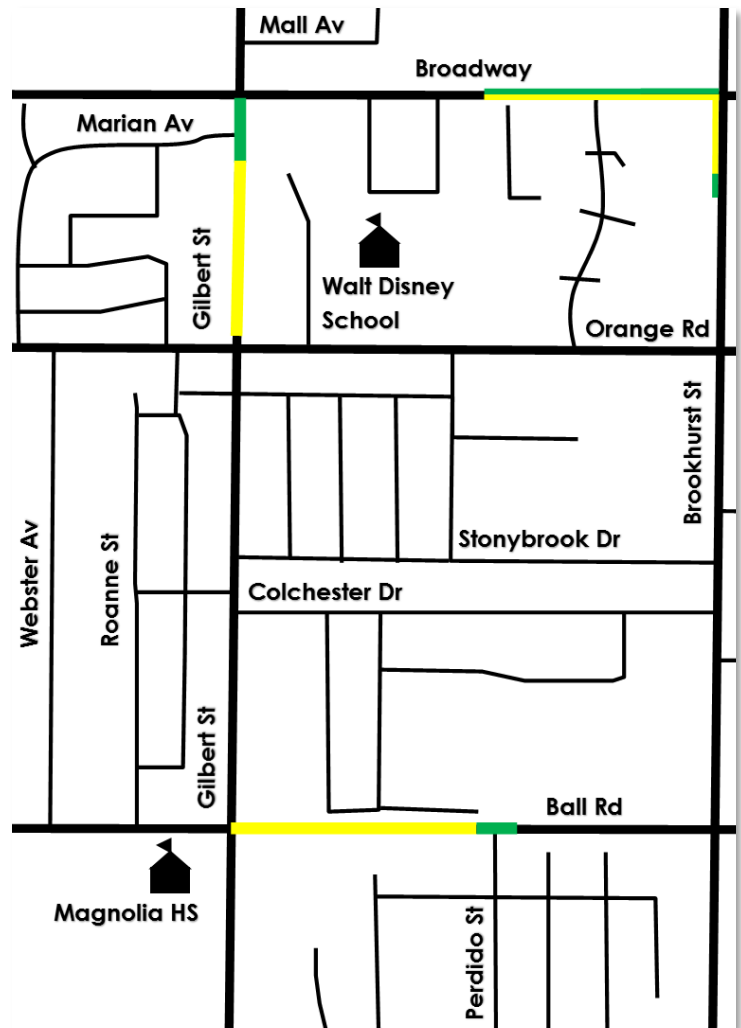 Mall Av
Broadway
Marian Av
Gilbert St
Walt Disney
School
Orange Rd
Brookhurst St
Stonybrook Dr
Webster Av
Roanne St
Colchester Dr
Gilbert St
Ball Rd
Magnolia HS
Perdido St